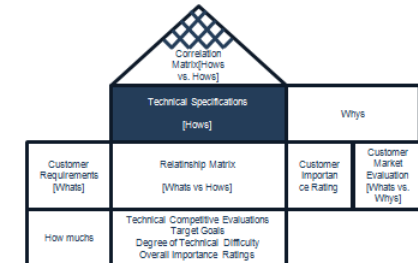 Correlation
Matrix[Hows
vs. Hows]
Technical Specifications
[Hows]
Whys
Customer
Requirements
[Whats]
Relatinship Matrix
[Whats vs Hows]
Customer
Importan
ce Rating
Customer
Market
Evaluation
[Whats vs.
Whys]
How muchs
Technical Competitive Evaluations
Target Goals
Degree of Technical Difficulty
Overall Importance Ratings